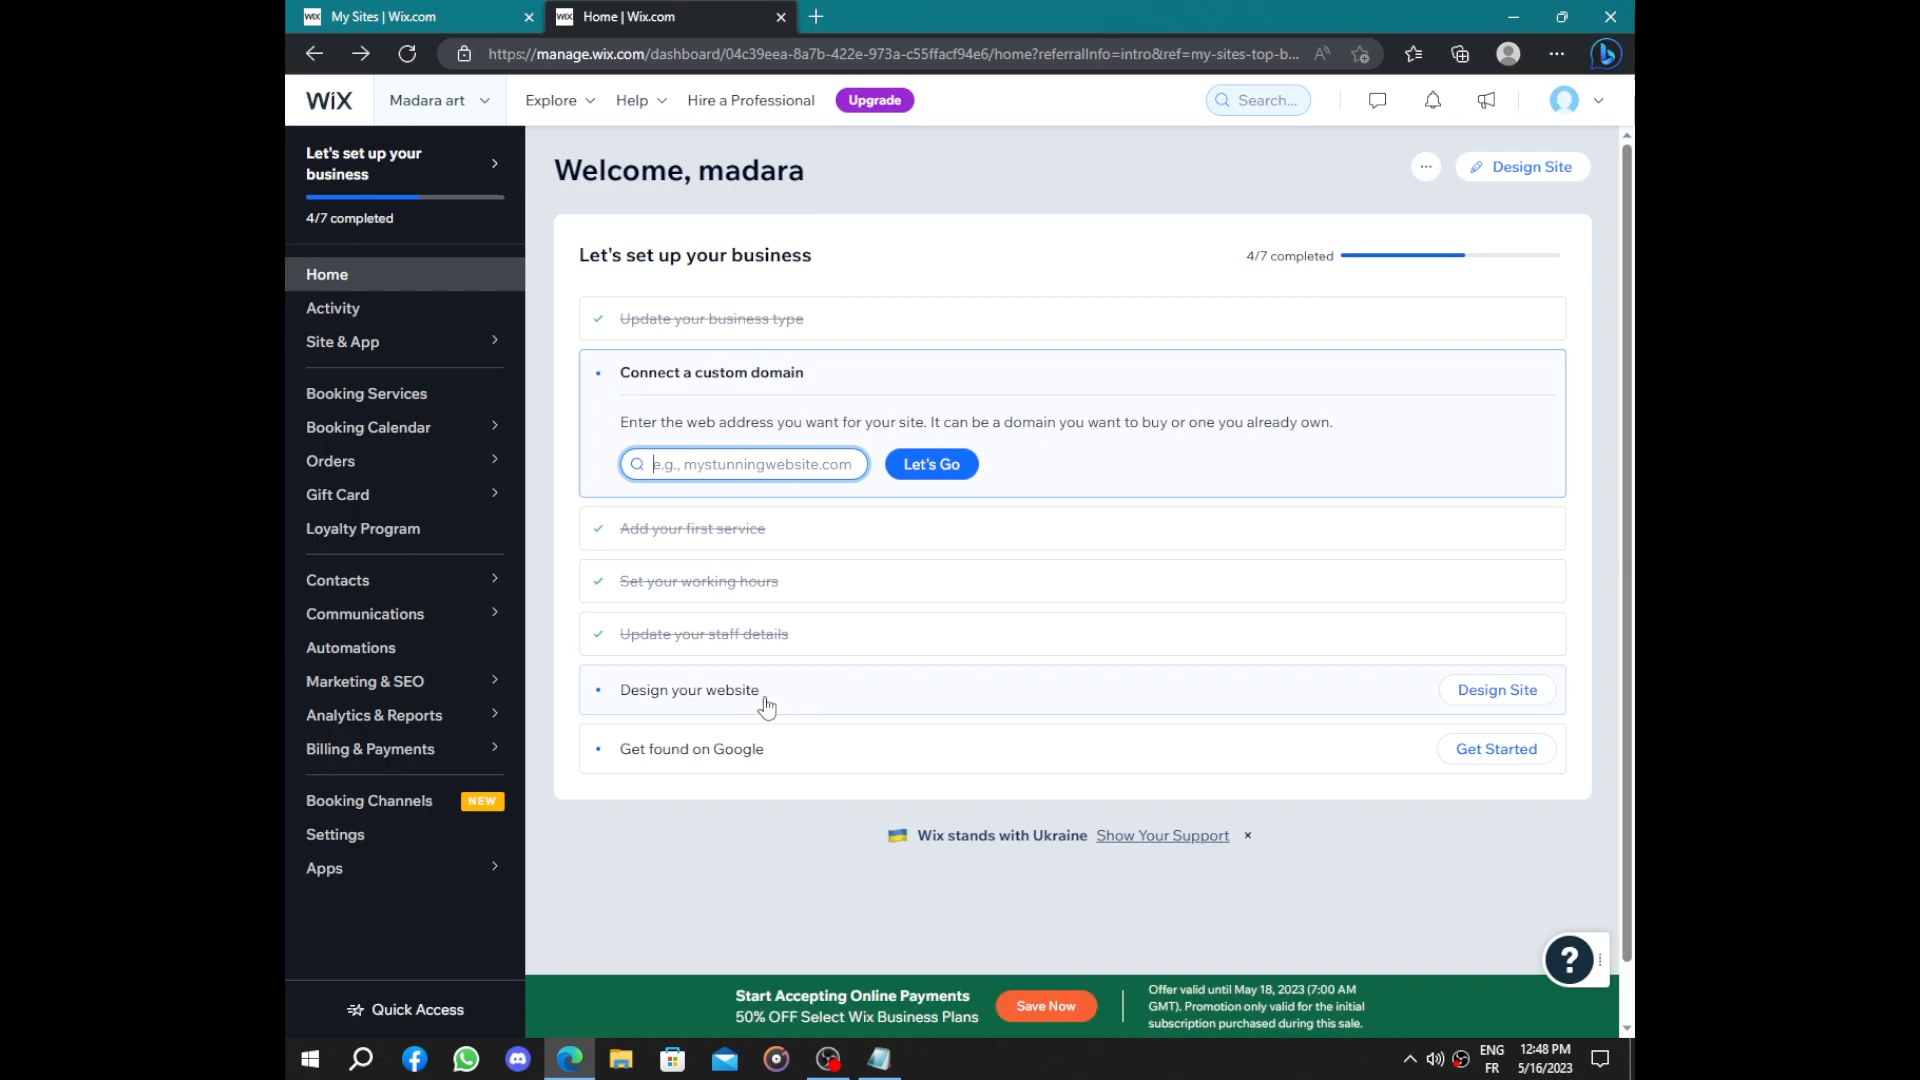 WIX My Sites | Wix.com
WIX Home | Wix.com
https://manage.wix.com/dashboard/04c39eea-8a7b-422e-973a-c55ffacf94e6/home?referralInfo=intro&ref=my-sites-top-b...
WiX
Madara art
Explore
Help
Hire a Professional
Upgrade
Search...
Let's set up your
business
4/7 completed
Home
Activity
Site & App
Booking Services
Booking Calendar
Orders
Gift Card
Loyalty Program
Contacts
Communications
Automations
Marketing & SEO
Analytics & Reports
Billing & Payments
Booking Channels NEW
Settings
Apps
Quick Access
Welcome, madara
... Design Site
Let's set up your business
4/7 completed
Update your business type
Connect a custom domain
Enter the web address you want for your site. It can be a domain you want to buy or one you already own.
e.g., mystunningwebsite.com
Let's Go
Add your first service
Set your working hours
Update your staff details
Design your website
Design Site
Get found on Google
Get Started
Wix stands with Ukraine Show Your Support
?
Start Accepting Online Payments
50% OFF Select Wix Business Plans
Save Now
Offer valid until May 18, 2023 (7:00 AM
GMT). Promotion only valid for the initial
subscription purchased during this sale.
ENG
FR
12:48 PM
5/16/2023